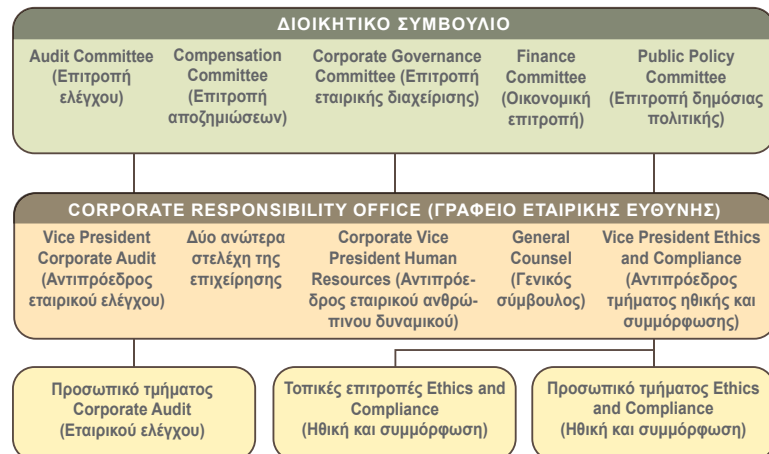 ΔΙΟΙΚΗΤΙΚΟ ΣΥΜΒΟΥΛΙΟ
Audit Committee
(Επιτροπή
ελέγχου)
Compensation
Committee
(Επιτροπή
αποζημιώσεων)
Corporate Governance
Committee (Επιτροπή
εταιρικής διαχείρισης)
Finance
Committee
(Οικονομική
επιτροπή)
Public Policy
Committee
(Επιτροπή δημόσιας
πολιτικής)
CORPORATE RESPONSIBILITY OFFICE (ΓΡΑΦΕΙΟ ΕΤΑΙΡΙΚΗΣ ΕΥΘΥΝΗΣ)
Vice President
Corporate Audit
(Αντιπρόεδρος
εταιρικού ελέγχου)
Δύο ανώτερα
στελέχη της
επιχείρησης
Corporate Vice
President Human
Resources (Αντιπρόε-
δρος εταιρικού ανθρώ-
πινου δυναμικού)
General
Counsel
(Γενικός
σύμβουλος)
Vice President Ethics
and Compliance
(Αντιπρόεδρος
τμήματος ηθικής και
συμμόρφωσης)
Προσωπικό τμήματος
Corporate Audit
(Εταιρικού ελέγχου)
Τοπικές επιτροπές Ethics and
Compliance
(Ηθική και συμμόρφωση)
Προσωπικό τμήματος Ethics
and Compliance
(Ηθική και συμμόρφωση)